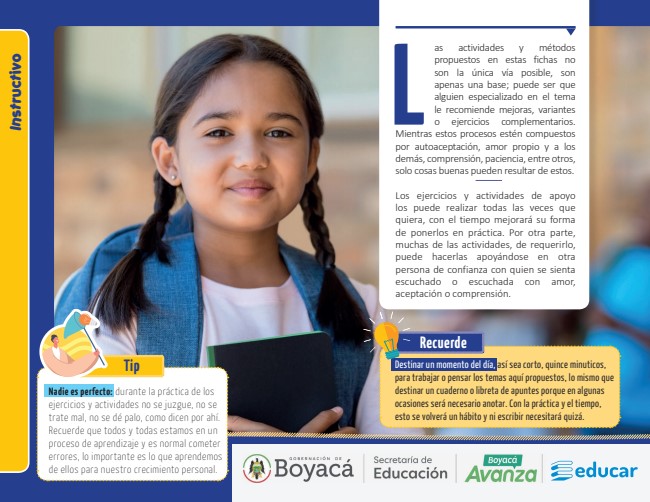 Instructivo
Las actividades y métodos
propuestos en estas fichas no
son la única vía posible, son
apenas una base; puede ser que
alguien especializado en el tema
le recomiende mejoras, variantes
o ejercicios complementarios.
Mientras estos procesos estén compuestos
por autoaceptación, amor propio y a los
demás, comprensión, paciencia, entre otros,
solo cosas buenas pueden resultar de estos.
Los ejercicios y actividades de apoyo
los puede realizar todas las veces que
quiera, con el tiempo mejorará su forma
de ponerlos en práctica. Por otra parte,
muchas de las actividades, de requerirlo,
puede hacerlas apoyándose en otra
persona de confianza con quien se sienta
escuchado o escuchada con amor,
aceptación o comprensión.
Tip
Nadie es perfecto: durante la práctica de los
ejercicios y actividades no se juzgue, no se
trate mal, no se dé palo, como dicen por ahí.
Recuerde que todos y todas estamos en un
proceso de aprendizaje y es normal cometer
errores, lo importante es lo que aprendemos
de ellos para nuestro crecimiento personal.
Recuerde
Destinar un momento del día, así sea corto, quince minuticos,
para trabajar o pensar los temas aquí propuestos, lo mismo que
destinar un cuaderno o libreta de apuntes porque en algunas
ocasiones será necesario anotar. Con la práctica y el tiempo,
esto se volverá un hábito y ni escribir necesitará quizá.
GOBERNACIÓN DE
Boyacá
Secretaría de
Educación
Boyacá
Avanza
educar